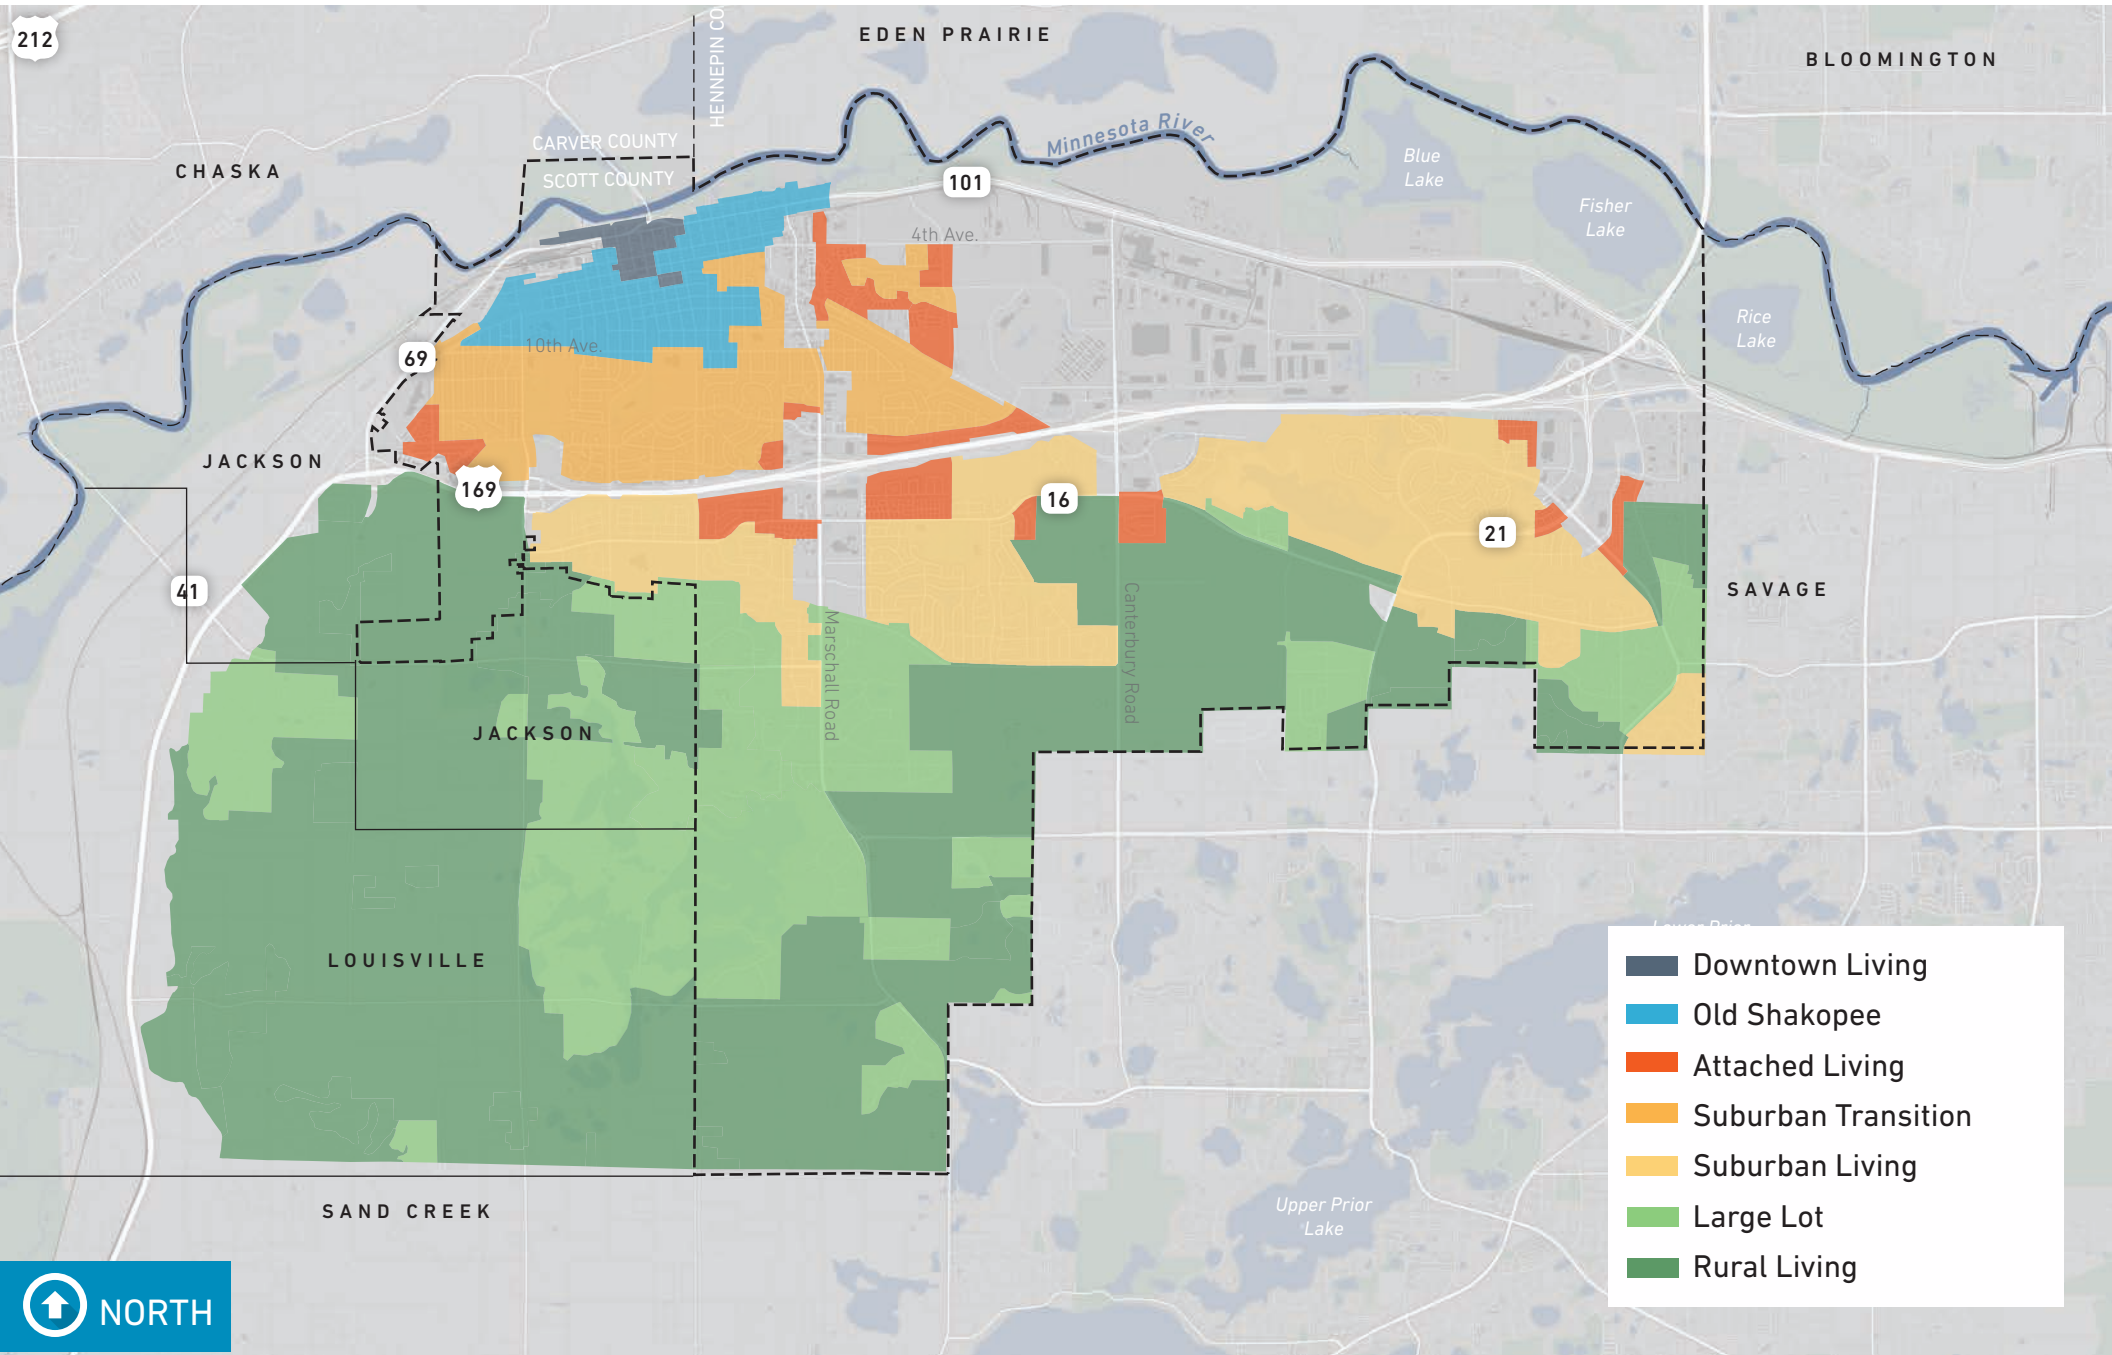 212
EDEN PRAIRIE
BLOOMINGTON
HENNEPIN CO
CARVER COUNTY
SCOTT COUNTY
CHASKA
Minnesota River
101
Blue
Lake
Fisher
Lake
4th Ave.
Rice
Lake
10th Ave.
69
JACKSON
169
16
21
41
SAVAGE
Marschall Road
Canterbury Road
JACKSON
LOUISVILLE
Lower Prior
Downtown Living
Old Shakopee
Attached Living
Suburban Transition
Suburban Living
Large Lot
Rural Living
SAND CREEK
Upper Prior
Lake
NORTH